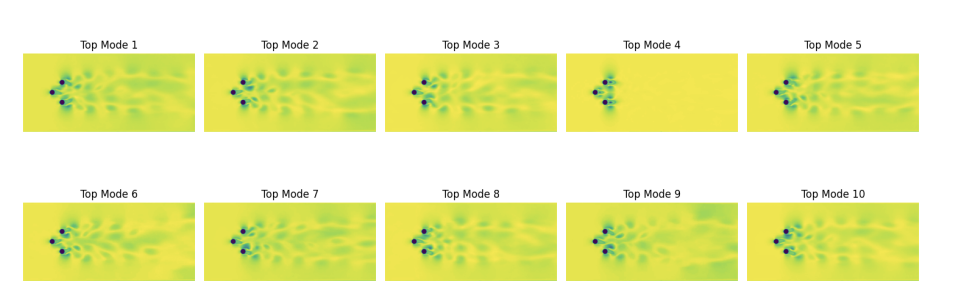 Top Mode 1
Top Mode 2
Top Mode 3
Top Mode 4
Top Mode 5
Top Mode 6
Top Mode 7
Top Mode 8
Top Mode 9
Top Mode 10